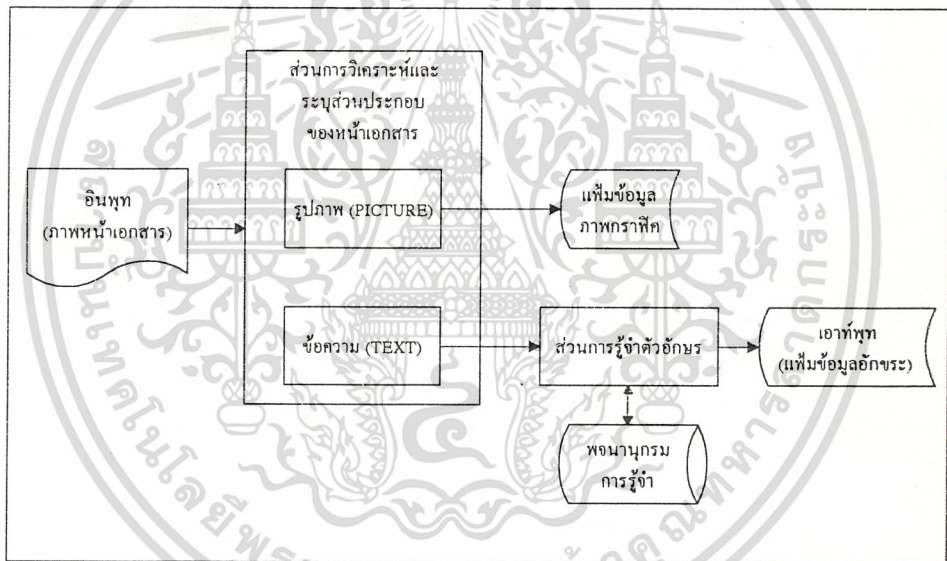 ส่วนการวิเคราะห์และ
ระบุส่วนประกอบ
ของหน้าเอกสาร
อินพุท
(ภาพหน้าเอกสาร)
รูปภาพ (PICTURE)
แฟ้มข้อมูล
ภาพกราฟิค
ข้อความ (TEXT)
ส่วนการรู้จำตัวอักษร
เอาท์พุท
(แฟ้มข้อมูลอักขระ)
พจนานุกรม
การรู้จำ